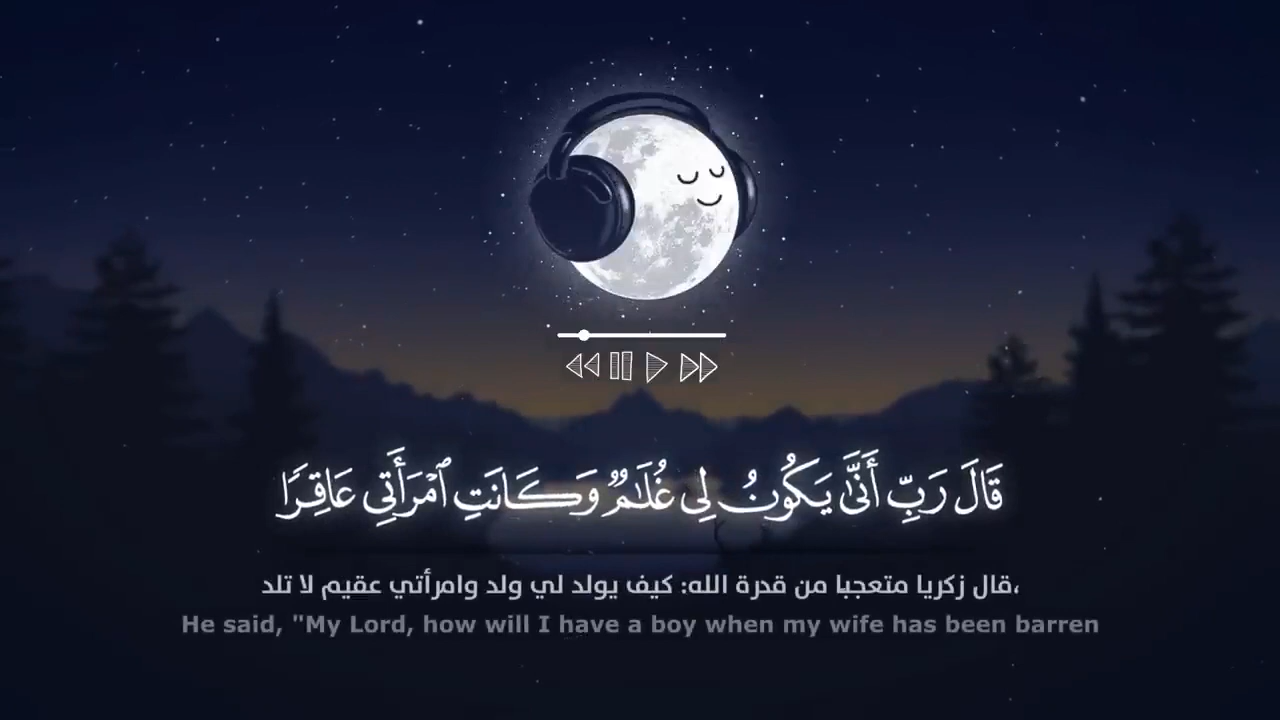 قَالَ رَبِّ أَنَّىٰ يَكُونُ لِى غُلَـٰمٌ وَكَانَتِ ٱمْرَأَتِى عَاقِرًا
قال زكريا متعجبا من قدرة الله: كيف يولد لي ولد وامرأتي عقيم لا تلد،
He said, "My Lord, how will I have a boy when my wife has been barren